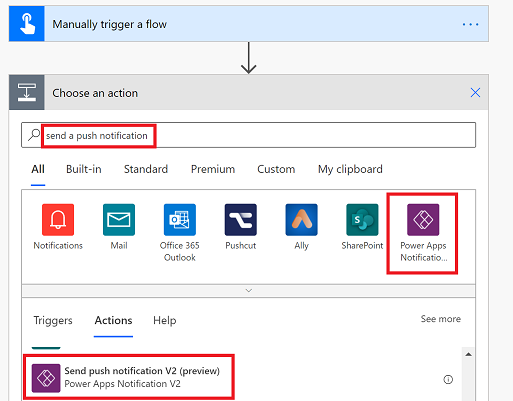 Manually trigger a flow
Choose an action
send a push notification
All Built-in Standard Premium Custom My clipboard
Notifications Mail Office 365 Outlook Pushcut Ally SharePoint Power Apps Notificatio...
Triggers Actions Help See more
Send push notification V2 (preview)
Power Apps Notification V2